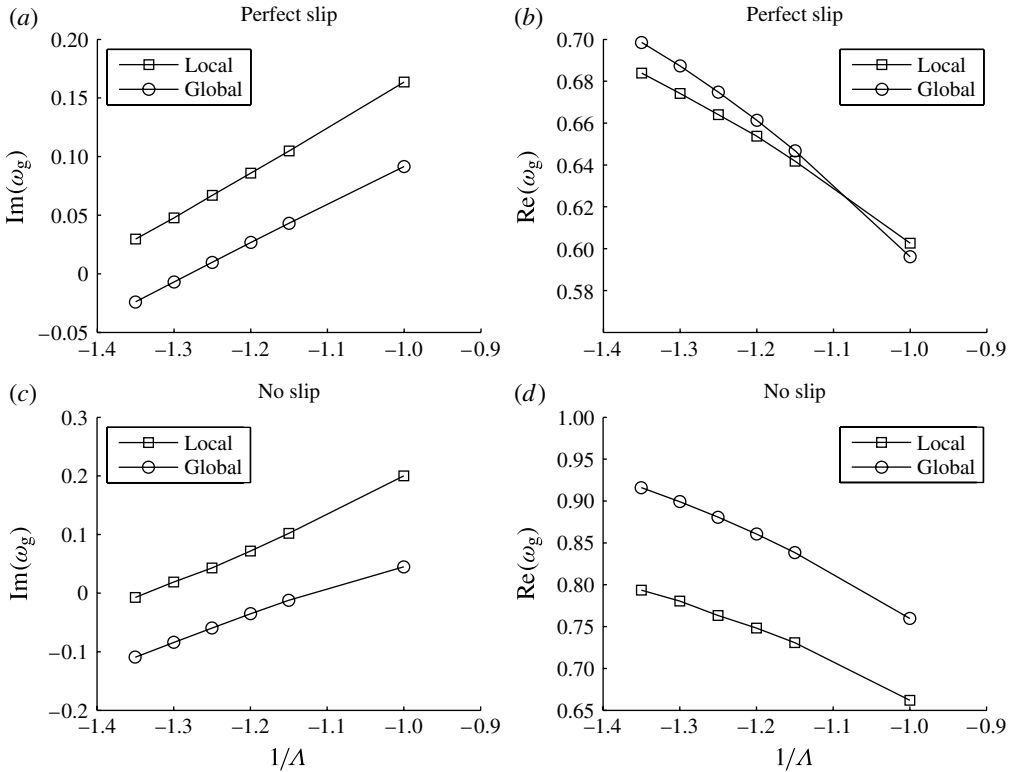 (a) Perfect slip
0.20
0.15
0.10
0.05
0
−0.05
Im(ωg)
Local
Global
−1.4 −1.3 −1.2 −1.1 −1.0 −0.9
(b) Perfect slip
0.70
0.68
0.66
0.64
0.62
0.60
0.58
Re(ωg)
Local
Global
−1.4 −1.3 −1.2 −1.1 −1.0 −0.9
(c) No slip
0.3
0.2
0.1
0
−0.1
−0.2
Im(ωg)
Local
Global
−1.4 −1.3 −1.2 −1.1 −1.0 −0.9
1/Λ
(d) No slip
1.00
0.95
0.90
0.85
0.80
0.75
0.70
0.65
Re(ωg)
Local
Global
−1.4 −1.3 −1.2 −1.1 −1.0 −0.9
1/Λ